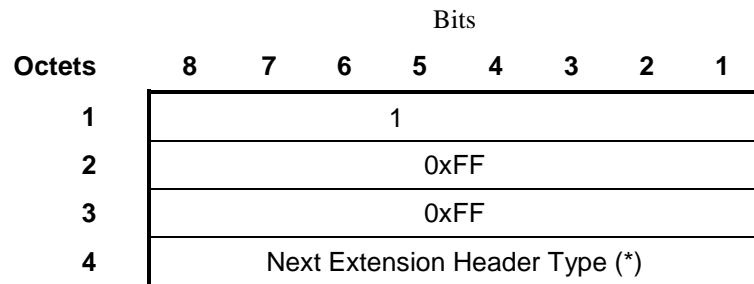 Bits
Octets 8 7 6 5 4 3 2 1
1 1
2 0xFF
3 0xFF
4 Next Extension Header Type (*)